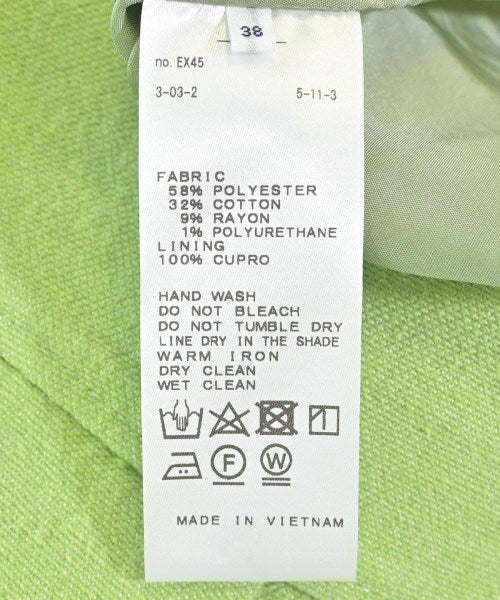 38
no. EX45
3-03-2 5-11-3
FABRIC
58% POLYESTER
32% COTTON
9% RAYON
1% POLYURETHANE
LINING
100% CUPRO
HAND WASH
DO NOT BLEACH
DO NOT TUMBLE DRY
LINE DRY IN THE SHADE
WARM IRON
DRY CLEAN
WET CLEAN
F W
MADE IN VIETNAM